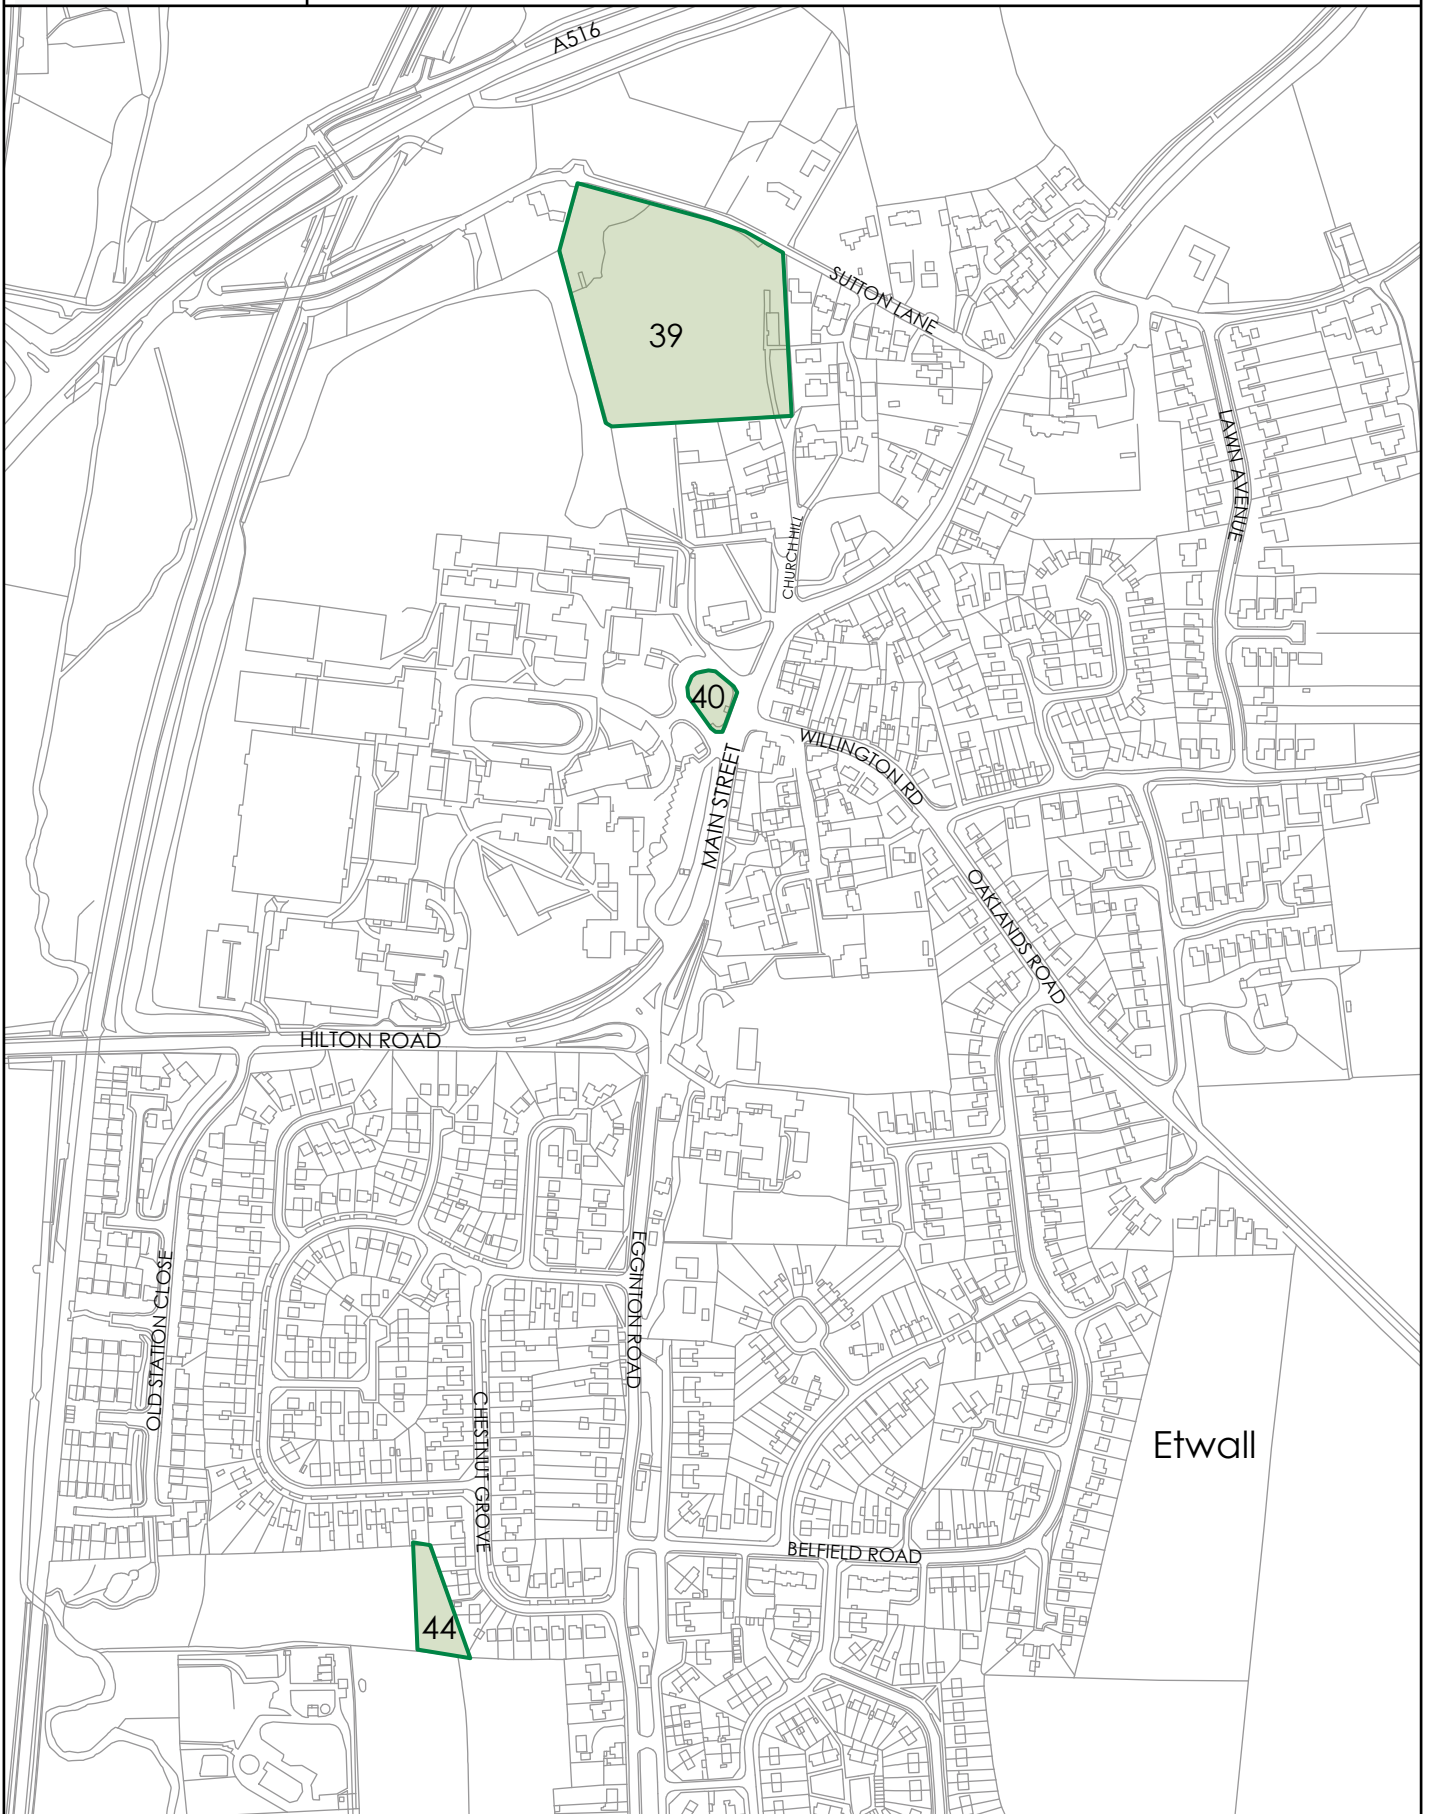 A516
39
SUTTON LANE
LAWN AVENUE
CHURCH HILL
40
MAIN STREET
WILLINGTON RD
OAKLANDS ROAD
HILTON ROAD
OLD STATION CLOSE
EGGINTON ROAD
CHESTNUT GROVE
Etwall
BELFIELD ROAD
44